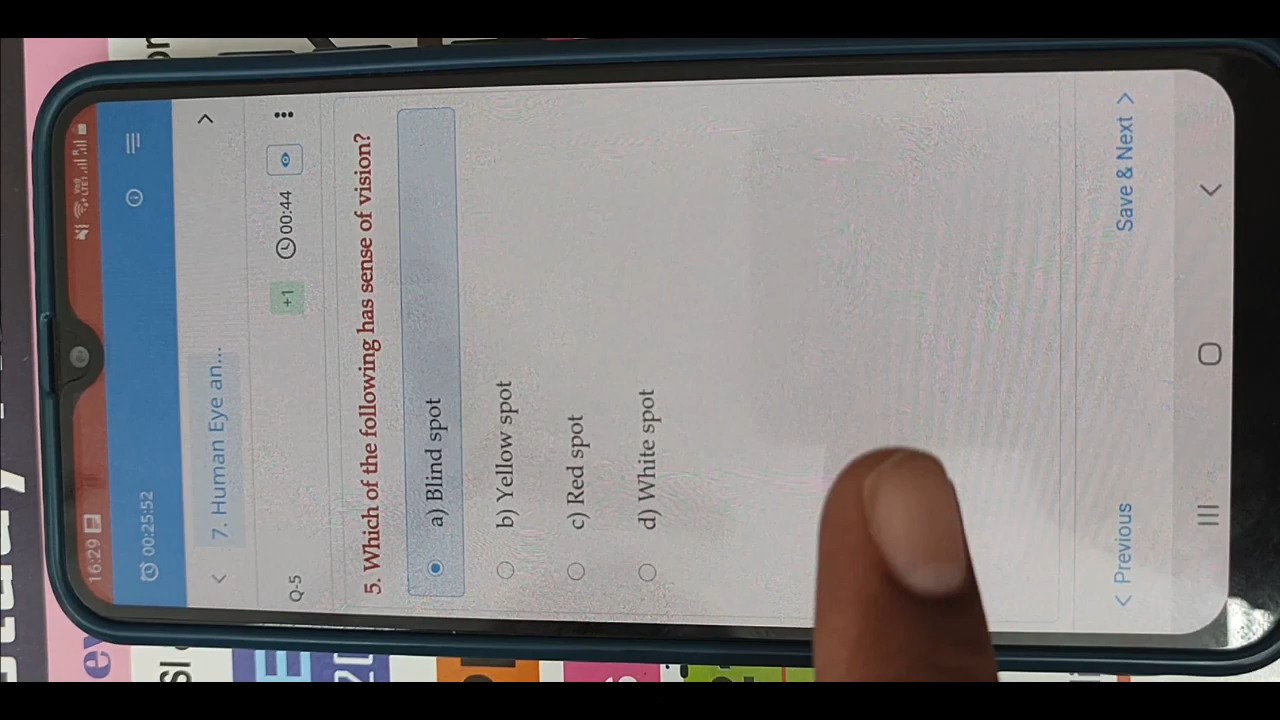 16:29
00:25:52
7. Human Eye an...
Q-5
+1
00:44
5. Which of the following has sense of vision?
a) Blind spot
b) Yellow spot
c) Red spot
d) White spot
< Previous
Save & Next >